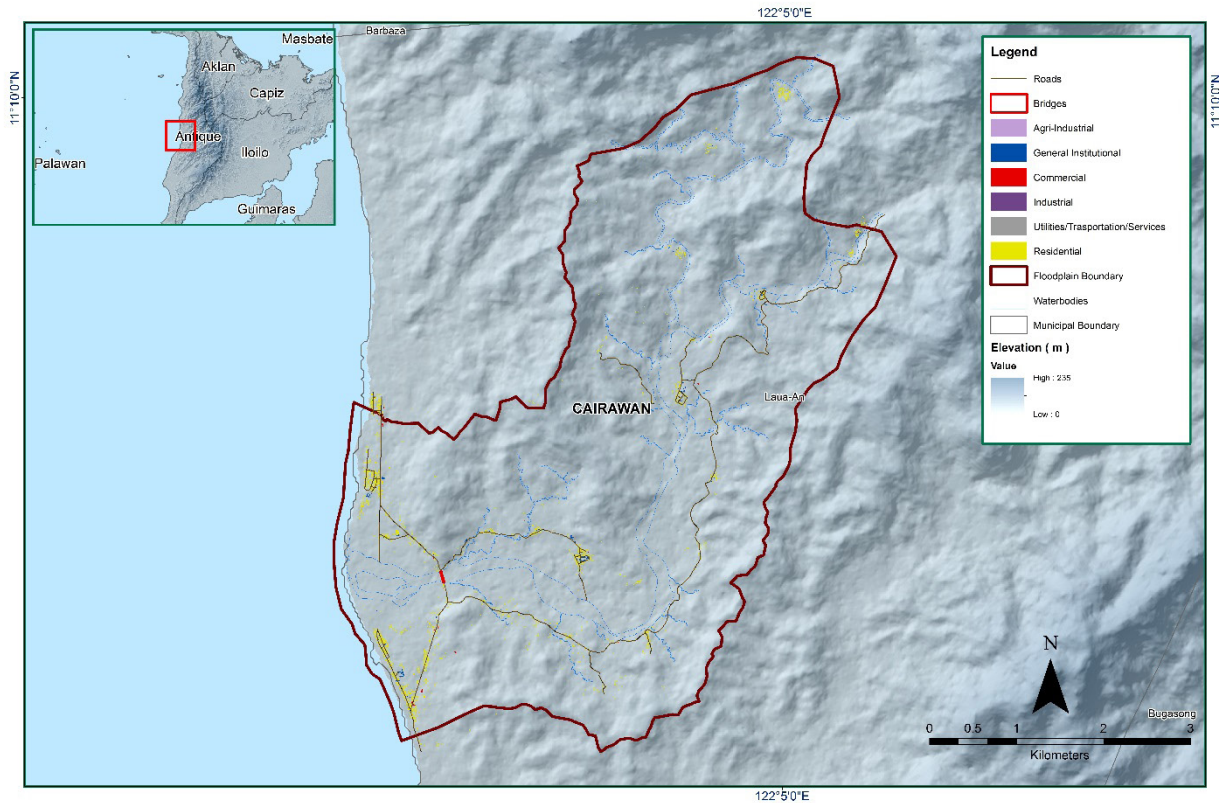 122°5'0"E
Barbaza
Masbate
Aklan
Capiz
Antique
Iloilo
Palawan
Guimaras
11°10'0"N
11°10'0"N
Legend
Roads
Bridges
Agri-Industrial
General Institutional
Commercial
Industrial
Utilities/Trasportation/Services
Residential
Floodplain Boundary
Waterbodies
Municipal Boundary
Elevation ( m )
Value
High : 235
Low : 0
Laua-An
CAIRAWAN
N
Bugasong
0 0.5 1 2 3
Kilometers
122°5'0"E